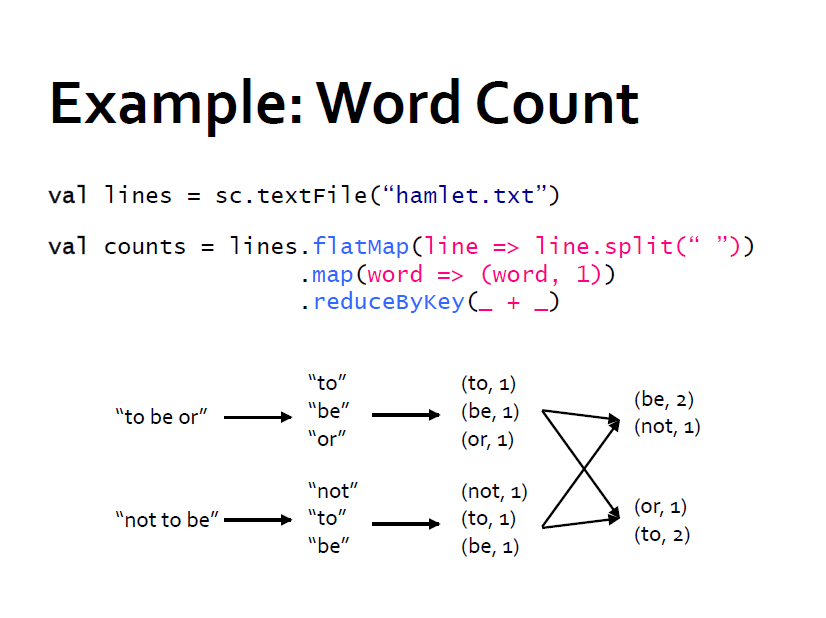 Example: Word Count
val lines = sc.textFile(“hamlet.txt”)
val counts = lines.flatMap(line => line.split(“ ”))
.map(word => (word, 1))
.reduceByKey(_ + _)
“to be or”
“to”
“be”
“or”
(to, 1)
(be, 1)
(or, 1)
(be, 2)
(not, 1)
“not to be”
“not”
“to”
“be”
(not, 1)
(to, 1)
(be, 1)
(or, 1)
(to, 2)